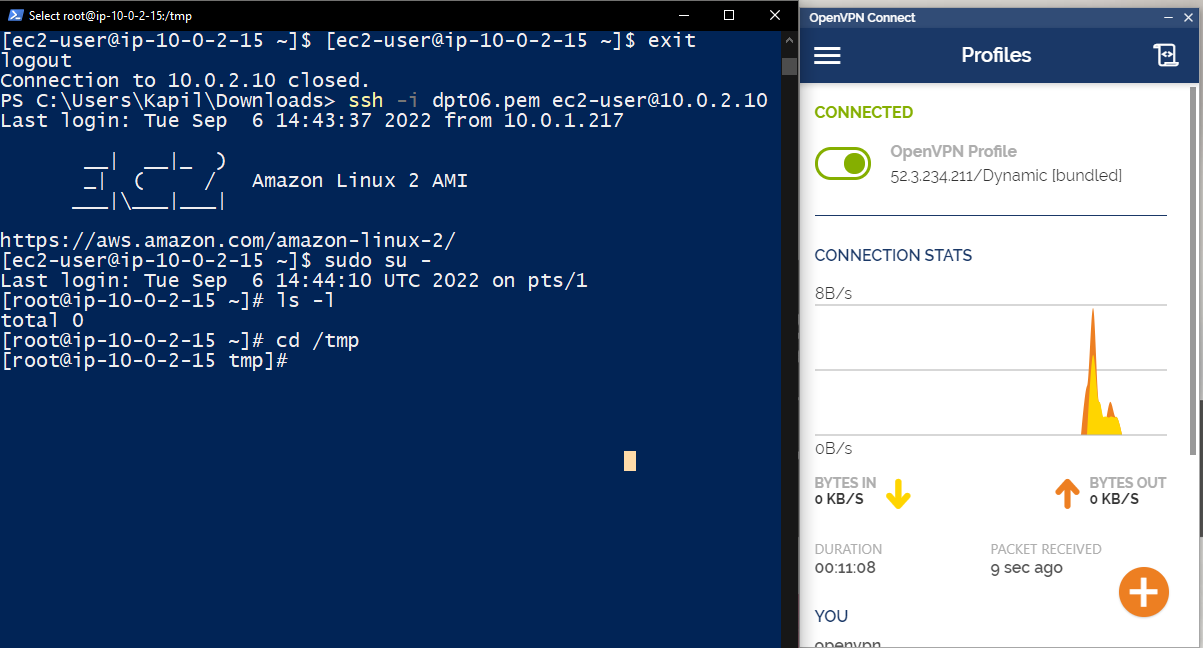 Select root@ip-10-0-2-15:/tmp
[ec2-user@ip-10-0-2-15 ~]$ [ec2-user@ip-10-0-2-15 ~]$ exit
logout
Connection to 10.0.2.10 closed.
PS C:\Users\Kapil\Downloads> ssh -i dpt06.pem ec2-user@10.0.2.10
Last login: Tue Sep  6 14:43:37 2022 from 10.0.1.217
       __|  __|_  )
       _|  (     /   Amazon Linux 2 AMI
      ___|\___|___|
https://aws.amazon.com/amazon-linux-2/
[ec2-user@ip-10-0-2-15 ~]$ sudo su -
Last login: Tue Sep  6 14:44:10 UTC 2022 on pts/1
[root@ip-10-0-2-15 ~]# ls -l
total 0
[root@ip-10-0-2-15 ~]# cd /tmp
[root@ip-10-0-2-15 tmp]#
OpenVPN Connect
Profiles
CONNECTED
OpenVPN Profile
52.3.234.211/Dynamic [bundled]
CONNECTION STATS
8B/s
0B/s
BYTES IN
0 KB/S
BYTES OUT
0 KB/S
DURATION
00:11:08
PACKET RECEIVED
9 sec ago
YOU
openvpn